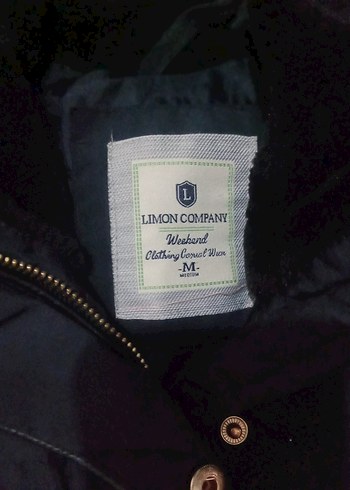 L
LIMON COMPANY
Weekend
Clothing Casual Wear
-M-
MEDIUM